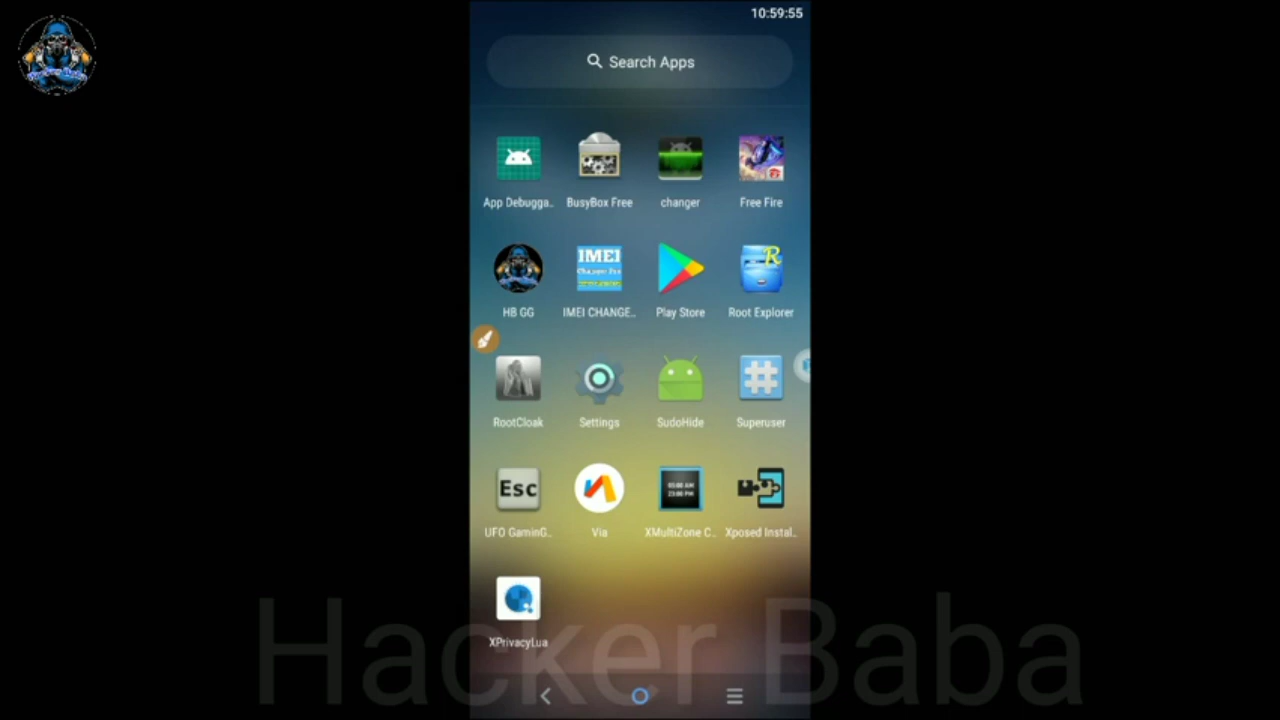 10:59:55
Search Apps
App Debugga..
BusyBox Free
changer
Free Fire
IMEI
HB GG
IMEI CHANGE..
Play Store
Root Explorer
RootCloak
Settings
SudoHide
Superuser
Esc
UFO GaminG..
Via
XMultiZone C..
Xposed Instal..
XPrivacyLua
Hacker Baba